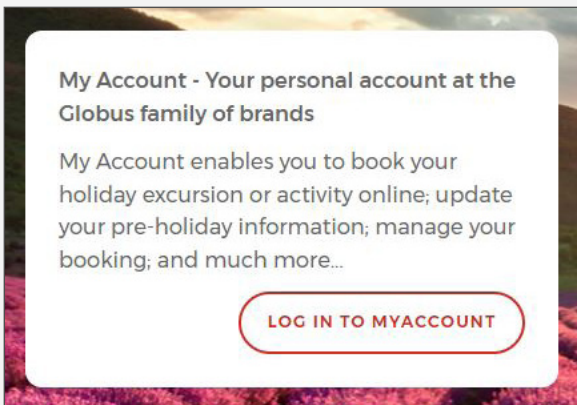 My Account - Your personal account at the
Globus family of brands
My Account enables you to book your
holiday excursion or activity online; update
your pre-holiday information; manage your
booking; and much more...
LOG IN TO MYACCOUNT